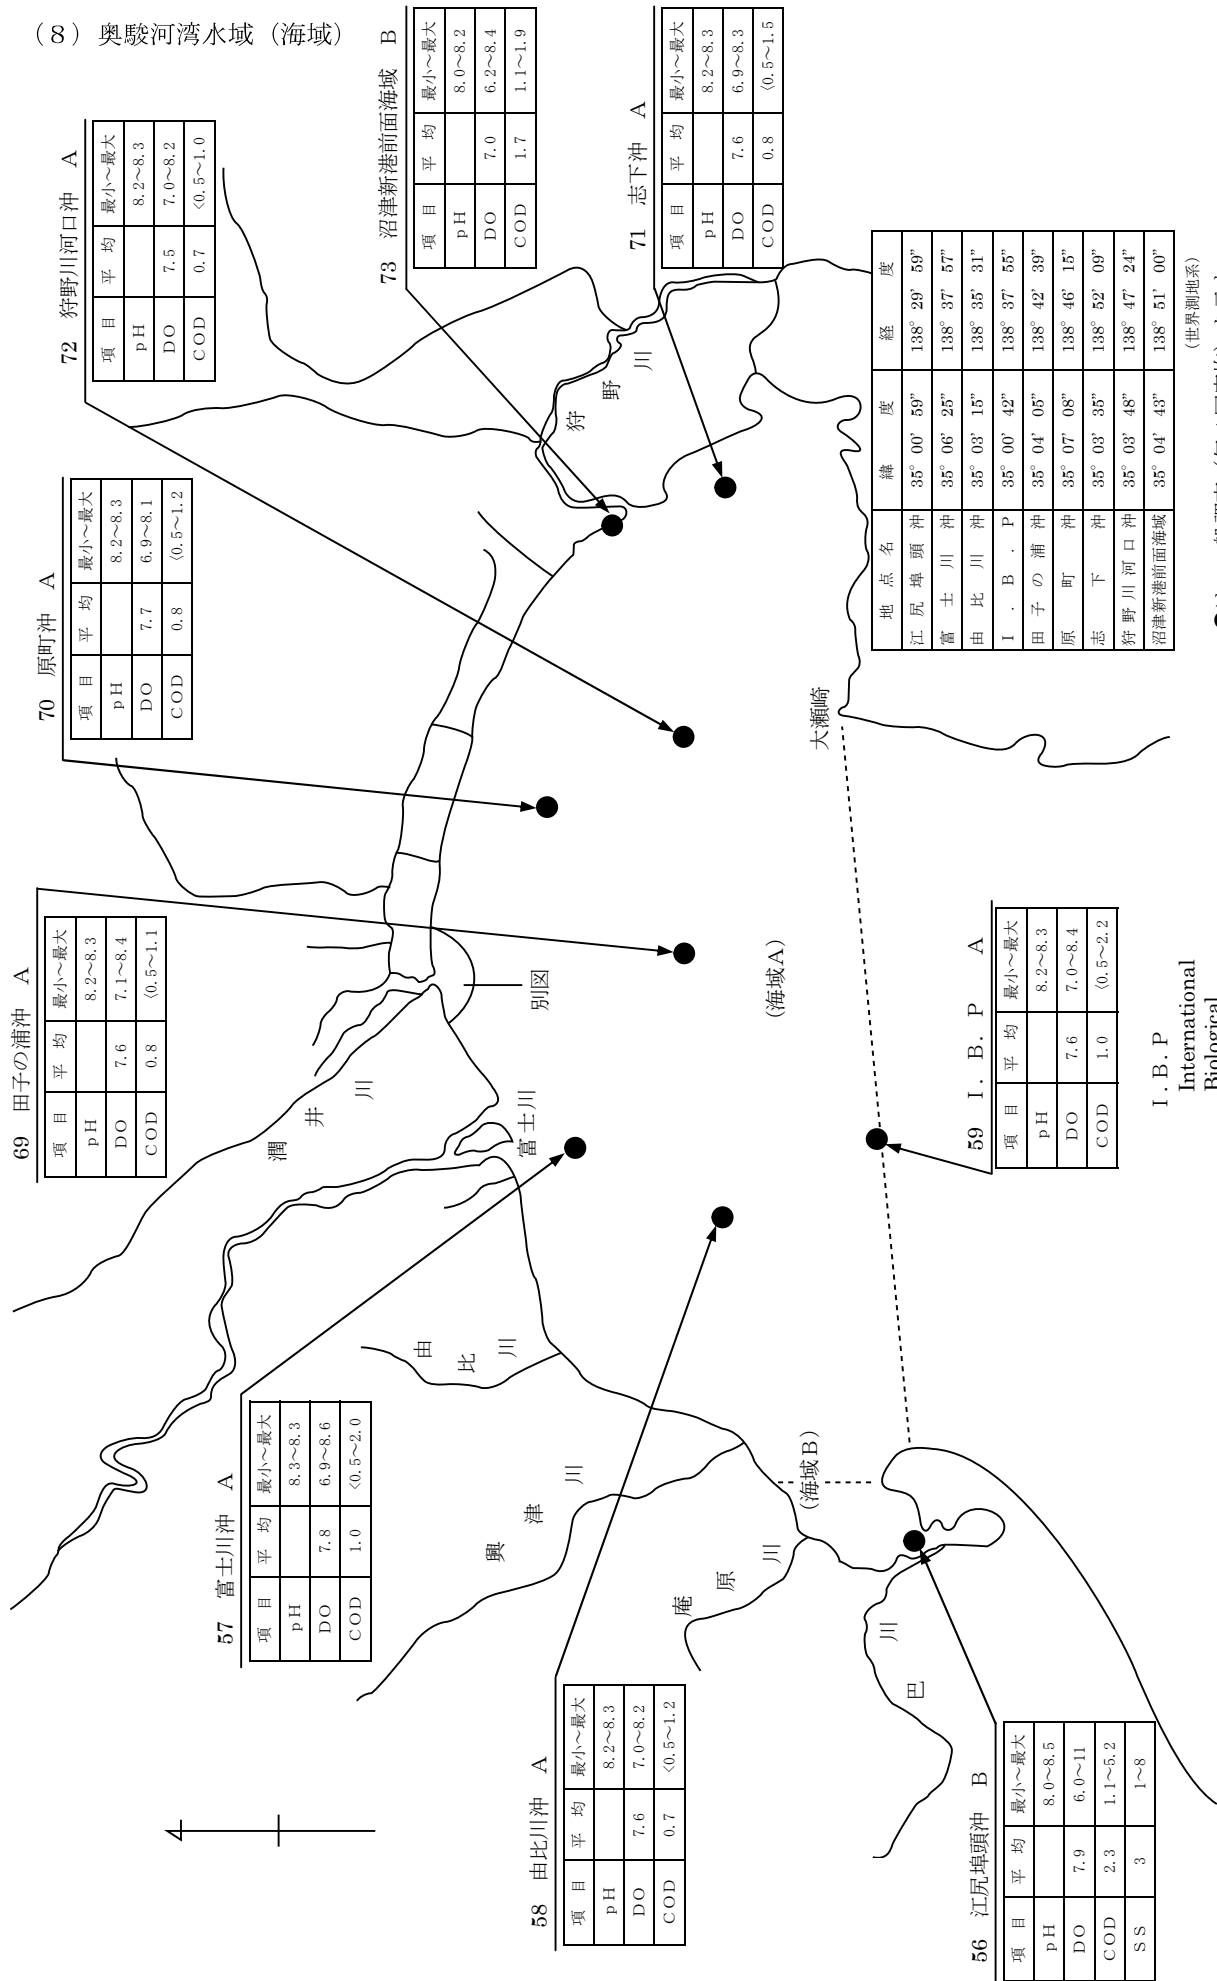 (8) 奥駿河湾水域（海域）
72 狩野川河口沖 A
項 目 平 均 最小～最大
pH 8.2～8.3
DO 7.5 7.0～8.2
COD 0.7 <0.5～1.0
73 沼津新港前面海域 B
項 目 平 均 最小～最大
pH 8.0～8.2
DO 7.0 6.2～8.4
COD 1.7 1.1～1.9
71 志下沖 A
項 目 平 均 最小～最大
pH 8.2～8.3
DO 7.6 6.9～8.3
COD 0.8 <0.5～1.5
70 原町沖 A
項 目 平 均 最小～最大
pH 8.2～8.3
DO 7.7 6.9～8.1
COD 0.8 <0.5～1.2
69 田子の浦沖 A
項 目 平 均 最小～最大
pH 8.2～8.3
DO 7.6 7.1～8.4
COD 0.8 <0.5～1.1
57 富士川沖 A
項 目 平 均 最小～最大
pH 8.3～8.3
DO 7.8 6.9～8.6
COD 1.0 <0.5～2.0
58 由比川沖 A
項 目 平 均 最小～最大
pH 8.2～8.3
DO 7.6 7.0～8.2
COD 0.7 <0.5～1.2
59 I. B. P A
項 目 平 均 最小～最大
pH 8.2～8.3
DO 7.6 7.0～8.4
COD 1.0 <0.5～2.2
56 江尻埠頭沖 B
項 目 平 均 最小～最大
pH 8.0～8.5
DO 7.9 6.0～11
COD 2.3 1.1～5.2
SS 3 1～8
狩野川
潤井川
富士川
由比川
興津川
庵原川
巴川
別図
大瀬崎
(海域A)
(海域B)
I. B. P
International
Biological
地点名 緯度 経度
江尻埠頭沖 35° 00' 59" 138° 29' 59"
富士川沖 35° 06' 25" 138° 37' 57"
由比川沖 35° 03' 15" 138° 35' 31"
I.B.P 35° 00' 42" 138° 37' 55"
田子の浦沖 35° 04' 05" 138° 42' 39"
原町沖 35° 07' 08" 138° 46' 15"
志下沖 35° 03' 35" 138° 52' 09"
狩野川河口沖 35° 03' 48" 138° 47' 24"
沼津新港前面海域 35° 04' 43" 138° 51' 00"
(世界測地系)